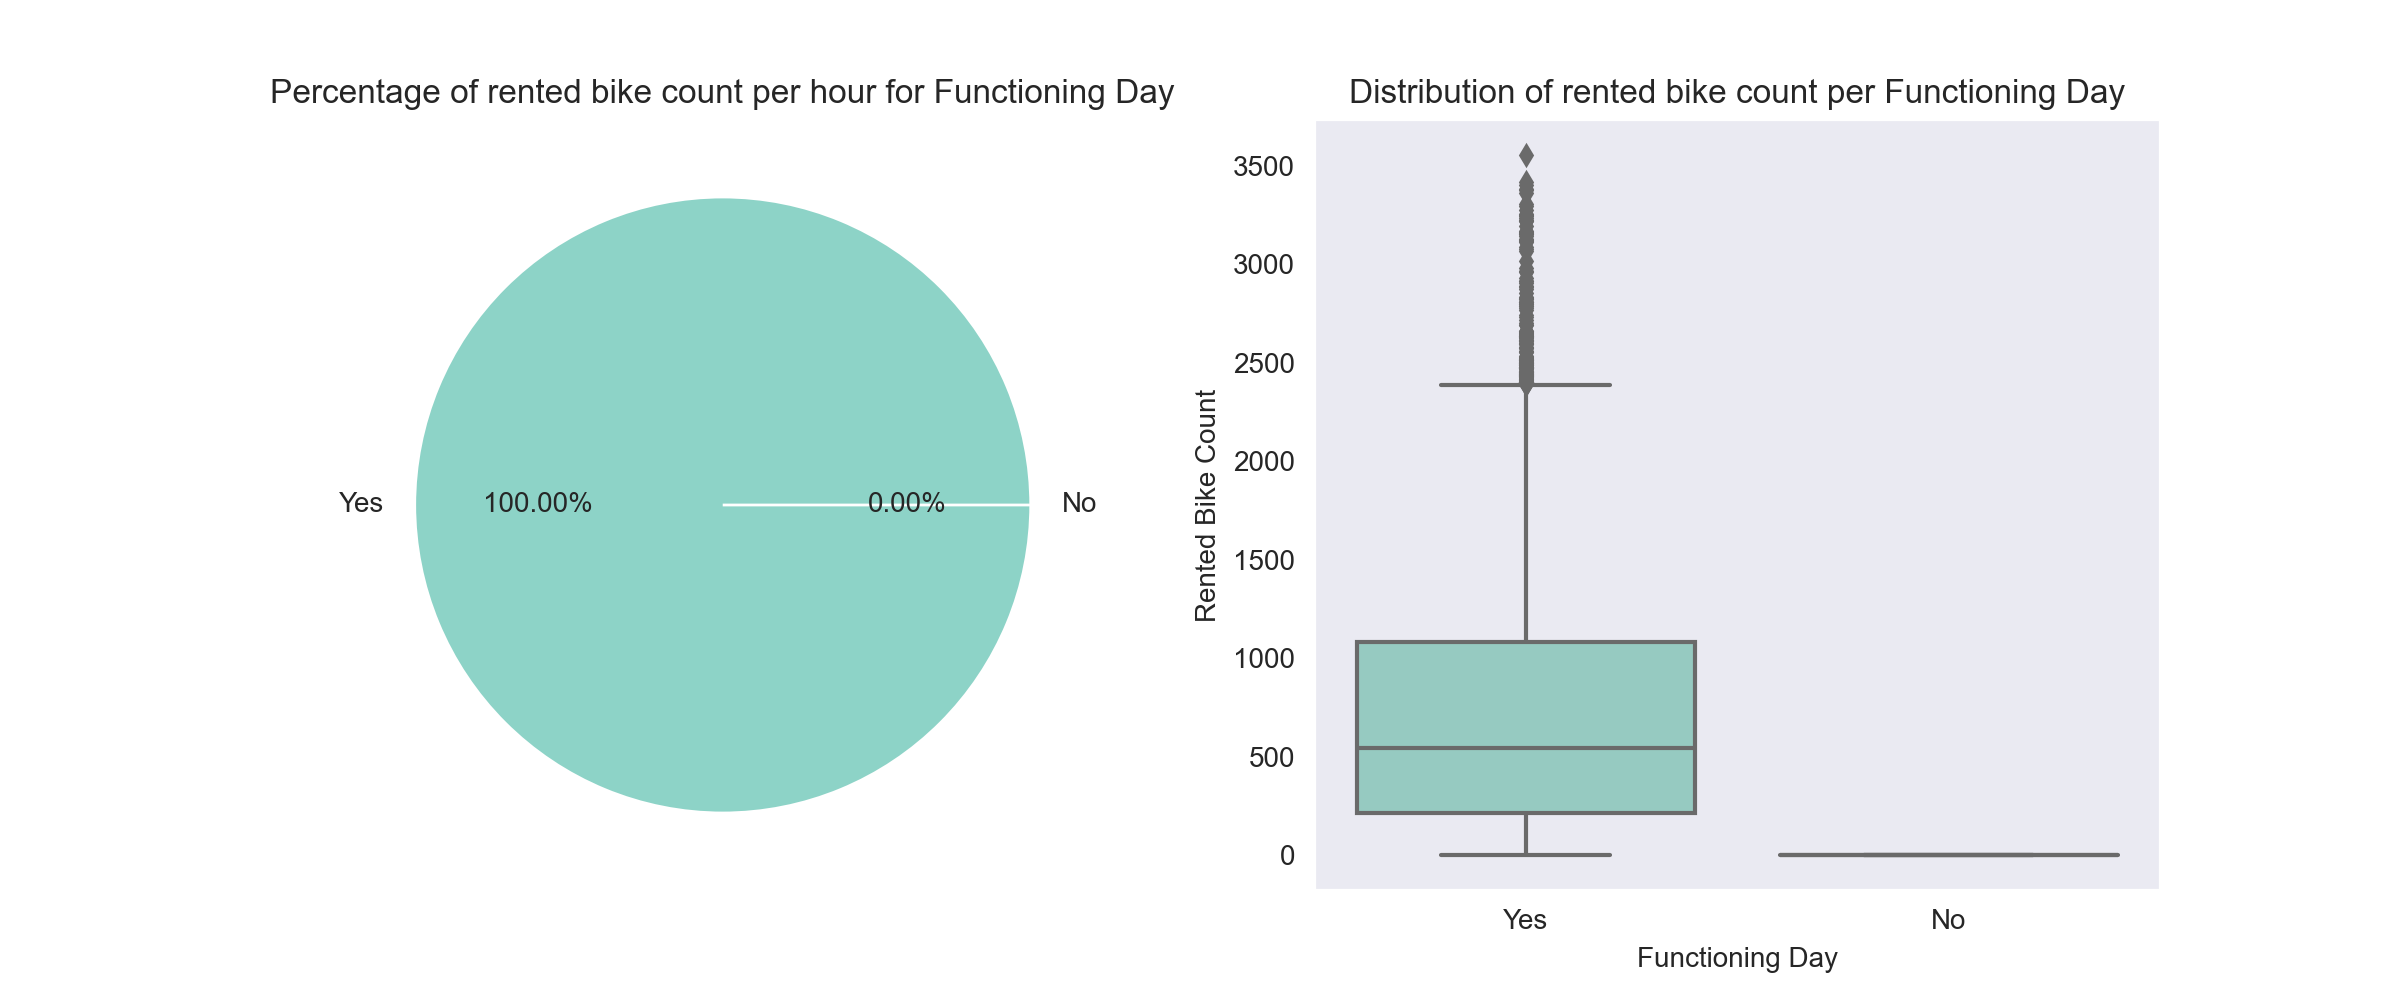 Percentage of rented bike count per hour for Functioning Day
Yes
100.00%
0.00%
No
Distribution of rented bike count per Functioning Day
Rented Bike Count
3500
3000
2500
2000
1500
1000
500
0
Yes
No
Functioning Day